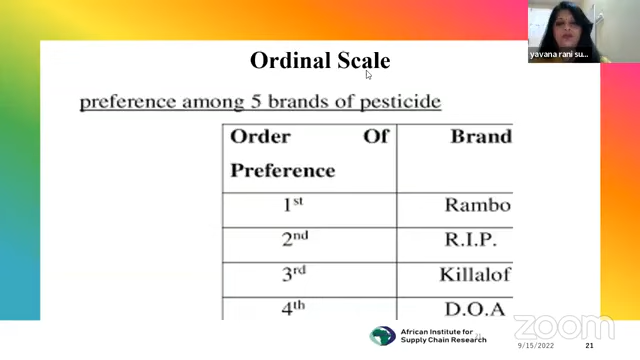 yavana rani su...
Ordinal Scale
preference among 5 brands of pesticide
Order Of Brand
Preference
1st Rambo
2nd R.I.P.
3rd Killalof
4th D.O.A
African Institute for
Supply Chain Research
21
zoom
9/15/2022 21